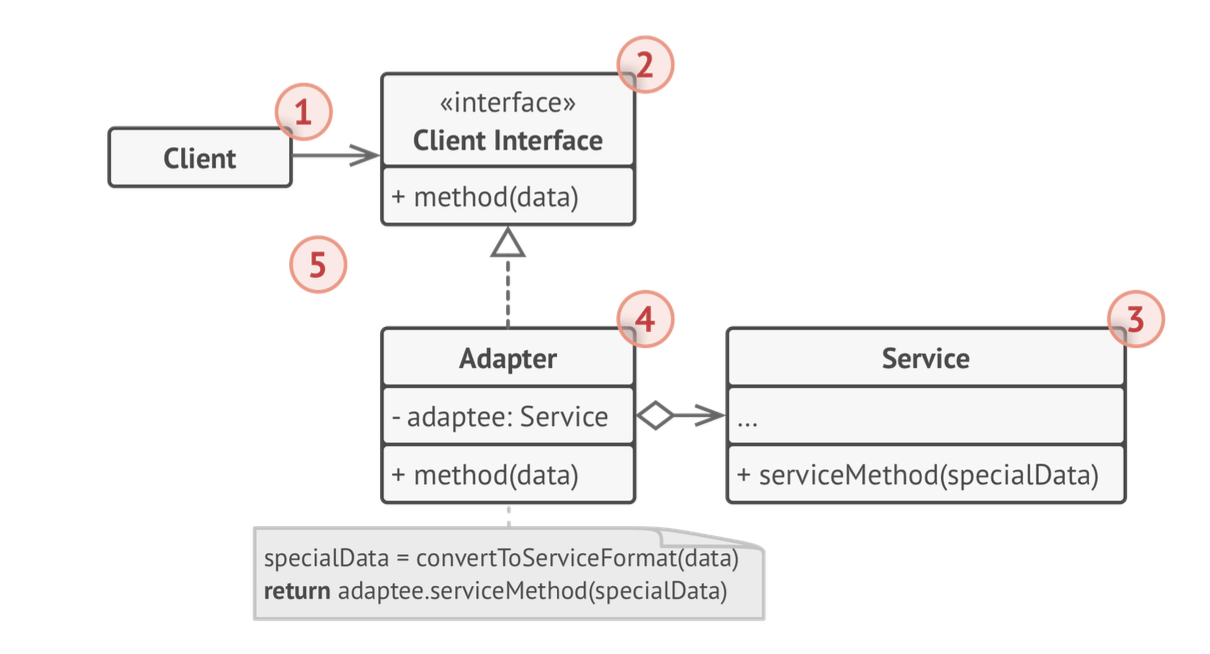 1
2
«interface»
Client Interface
Client
+ method(data)
5
4
3
Adapter
Service
- adaptee: Service
...
+ method(data)
+ serviceMethod(specialData)
specialData = convertToServiceFormat(data)
return adaptee.serviceMethod(specialData)